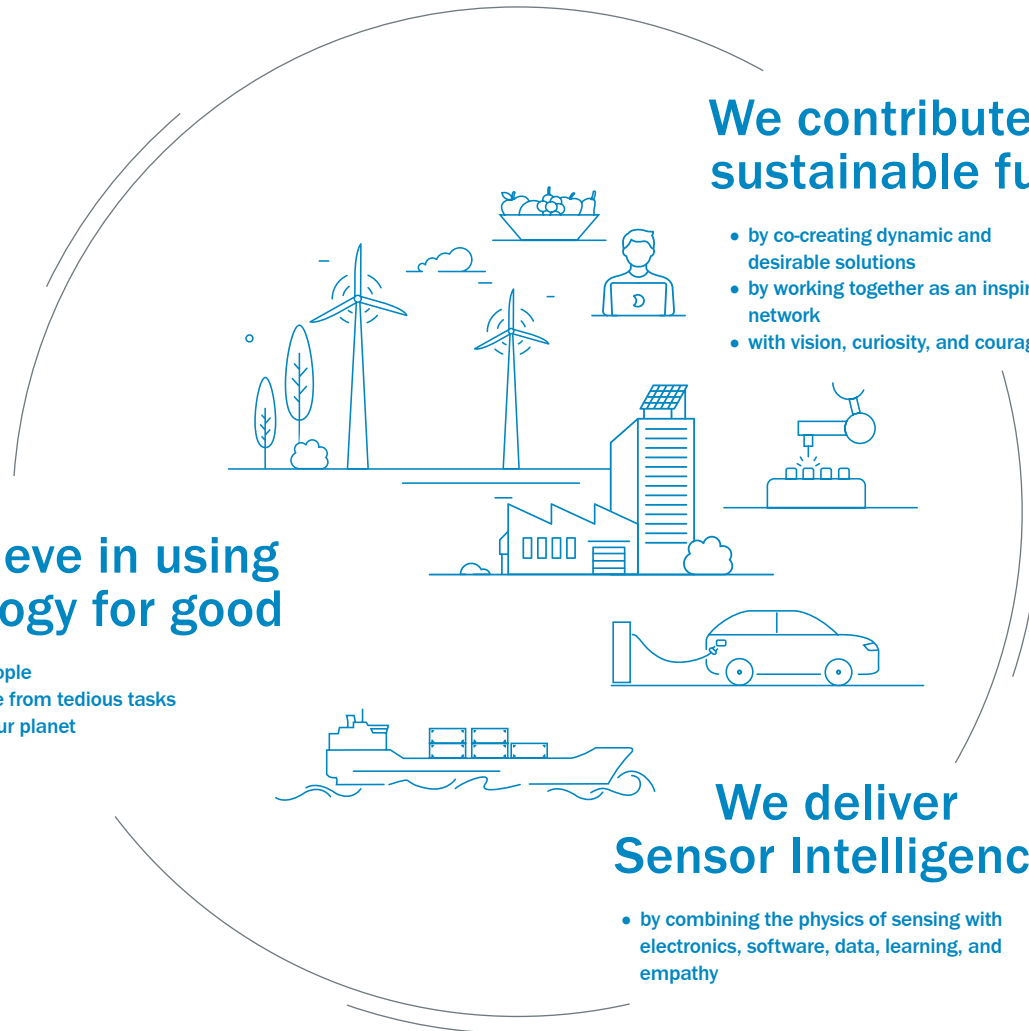 We contribute
sustainable fu
• by co-creating dynamic and
desirable solutions
• by working together as an inspir
network
• with vision, curiosity, and courag
eve in using
ogy for good
ople
e from tedious tasks
ur planet
We deliver
Sensor Intelligenc
• by combining the physics of sensing with
electronics, software, data, learning, and
empathy